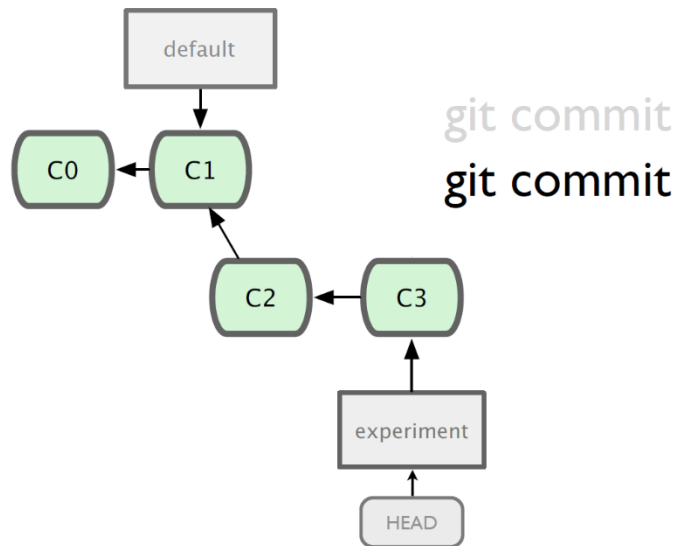 default
git commit
C0
C1
git commit
C2
C3
experiment
HEAD